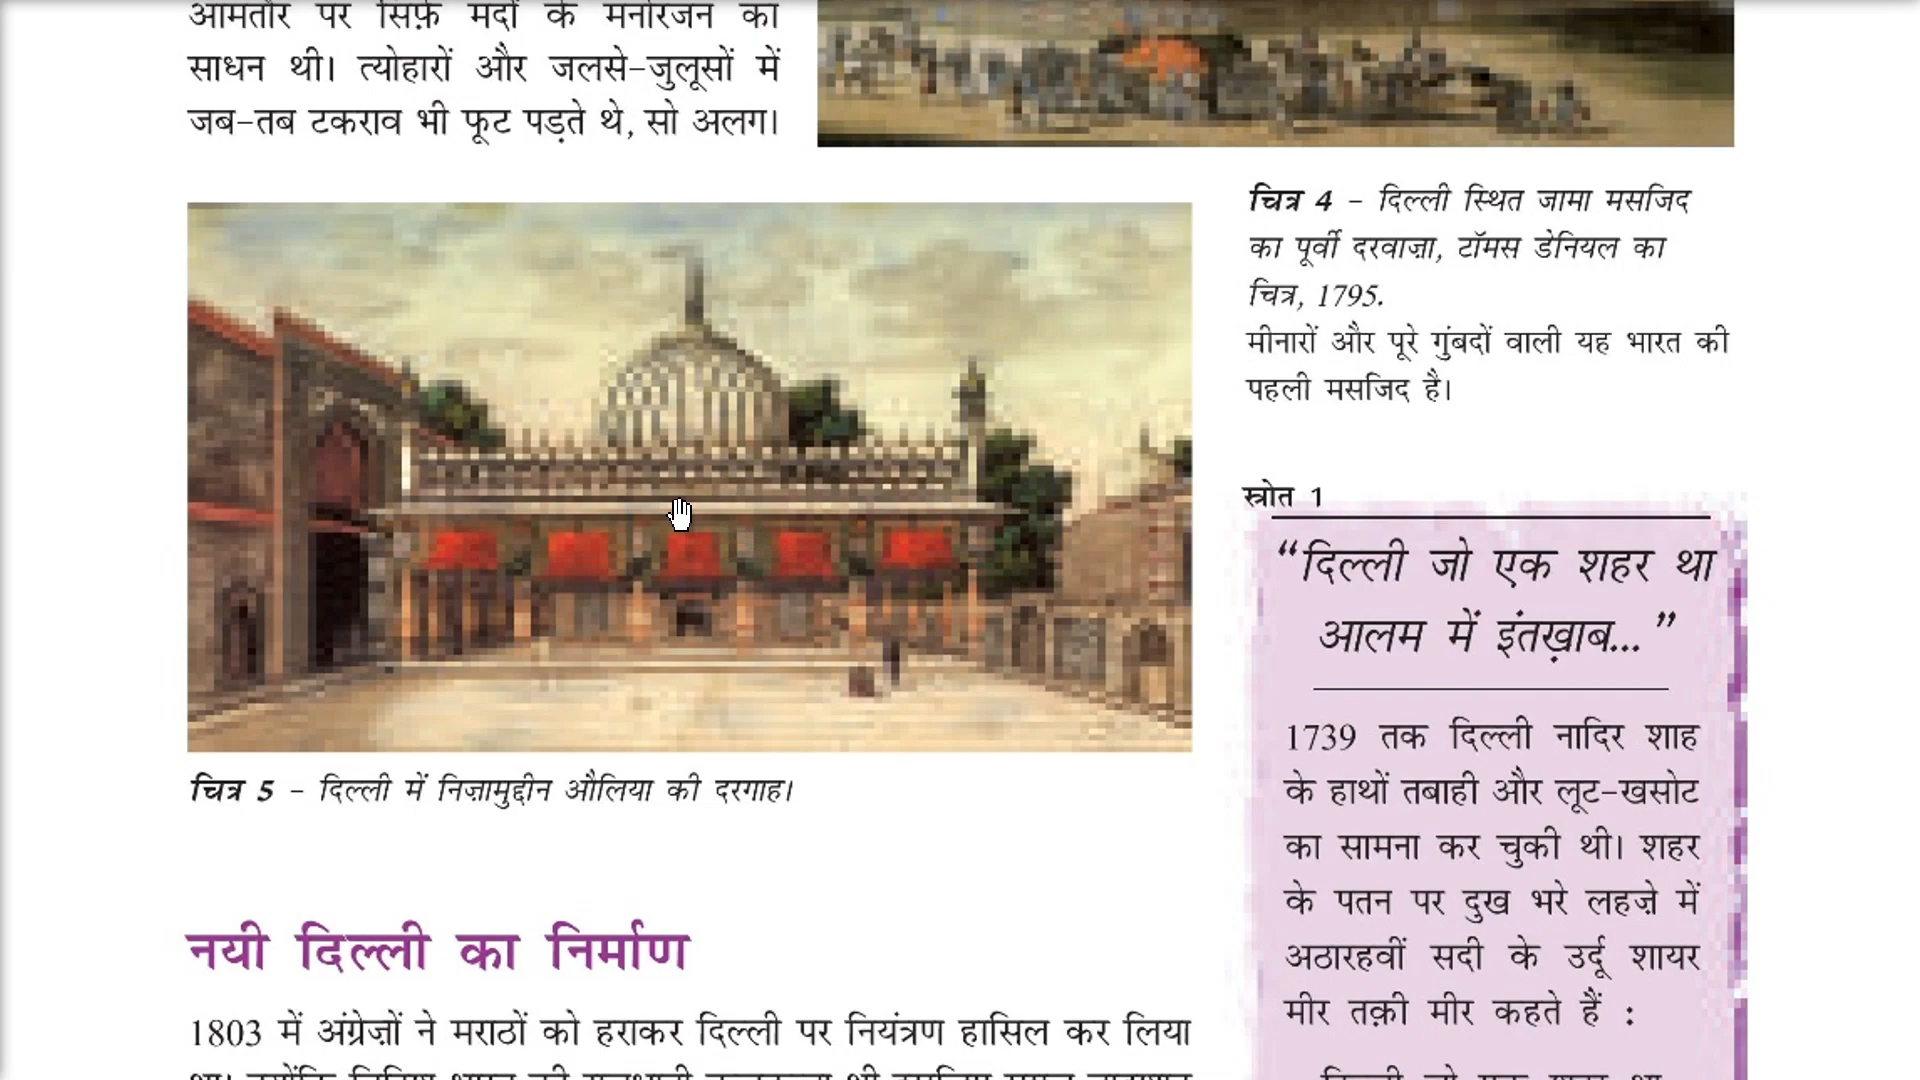 आमतौर पर सिर्फ़ मर्दों के मनोरंजन का
साधन थी। त्योहारों और जलसे-जुलूसों में
जब-तब टकराव भी फूट पड़ते थे, सो अलग।
चित्र 4 - दिल्ली स्थित जामा मसजिद
का पूर्वी दरवाज़ा, टॉमस डेनियल का
चित्र, 1795.
मीनारों और पूरे गुंबदों वाली यह भारत की
पहली मसजिद है।
चित्र 5 - दिल्ली में निज़ामुद्दीन औलिया की दरगाह।
नयी दिल्ली का निर्माण
1803 में अंग्रेज़ों ने मराठों को हराकर दिल्ली पर नियंत्रण हासिल कर लिया
स्त्रोत 1
“दिल्ली जो एक शहर था
आलम में इंतख़ाब...”
1739 तक दिल्ली नादिर शाह
के हाथों तबाही और लूट-खसोट
का सामना कर चुकी थी। शहर
के पतन पर दुख भरे लहज़े में
अठारहवीं सदी के उर्दू शायर
मीर तक़ी मीर कहते हैं :
दिल्ली जो एक शहर था